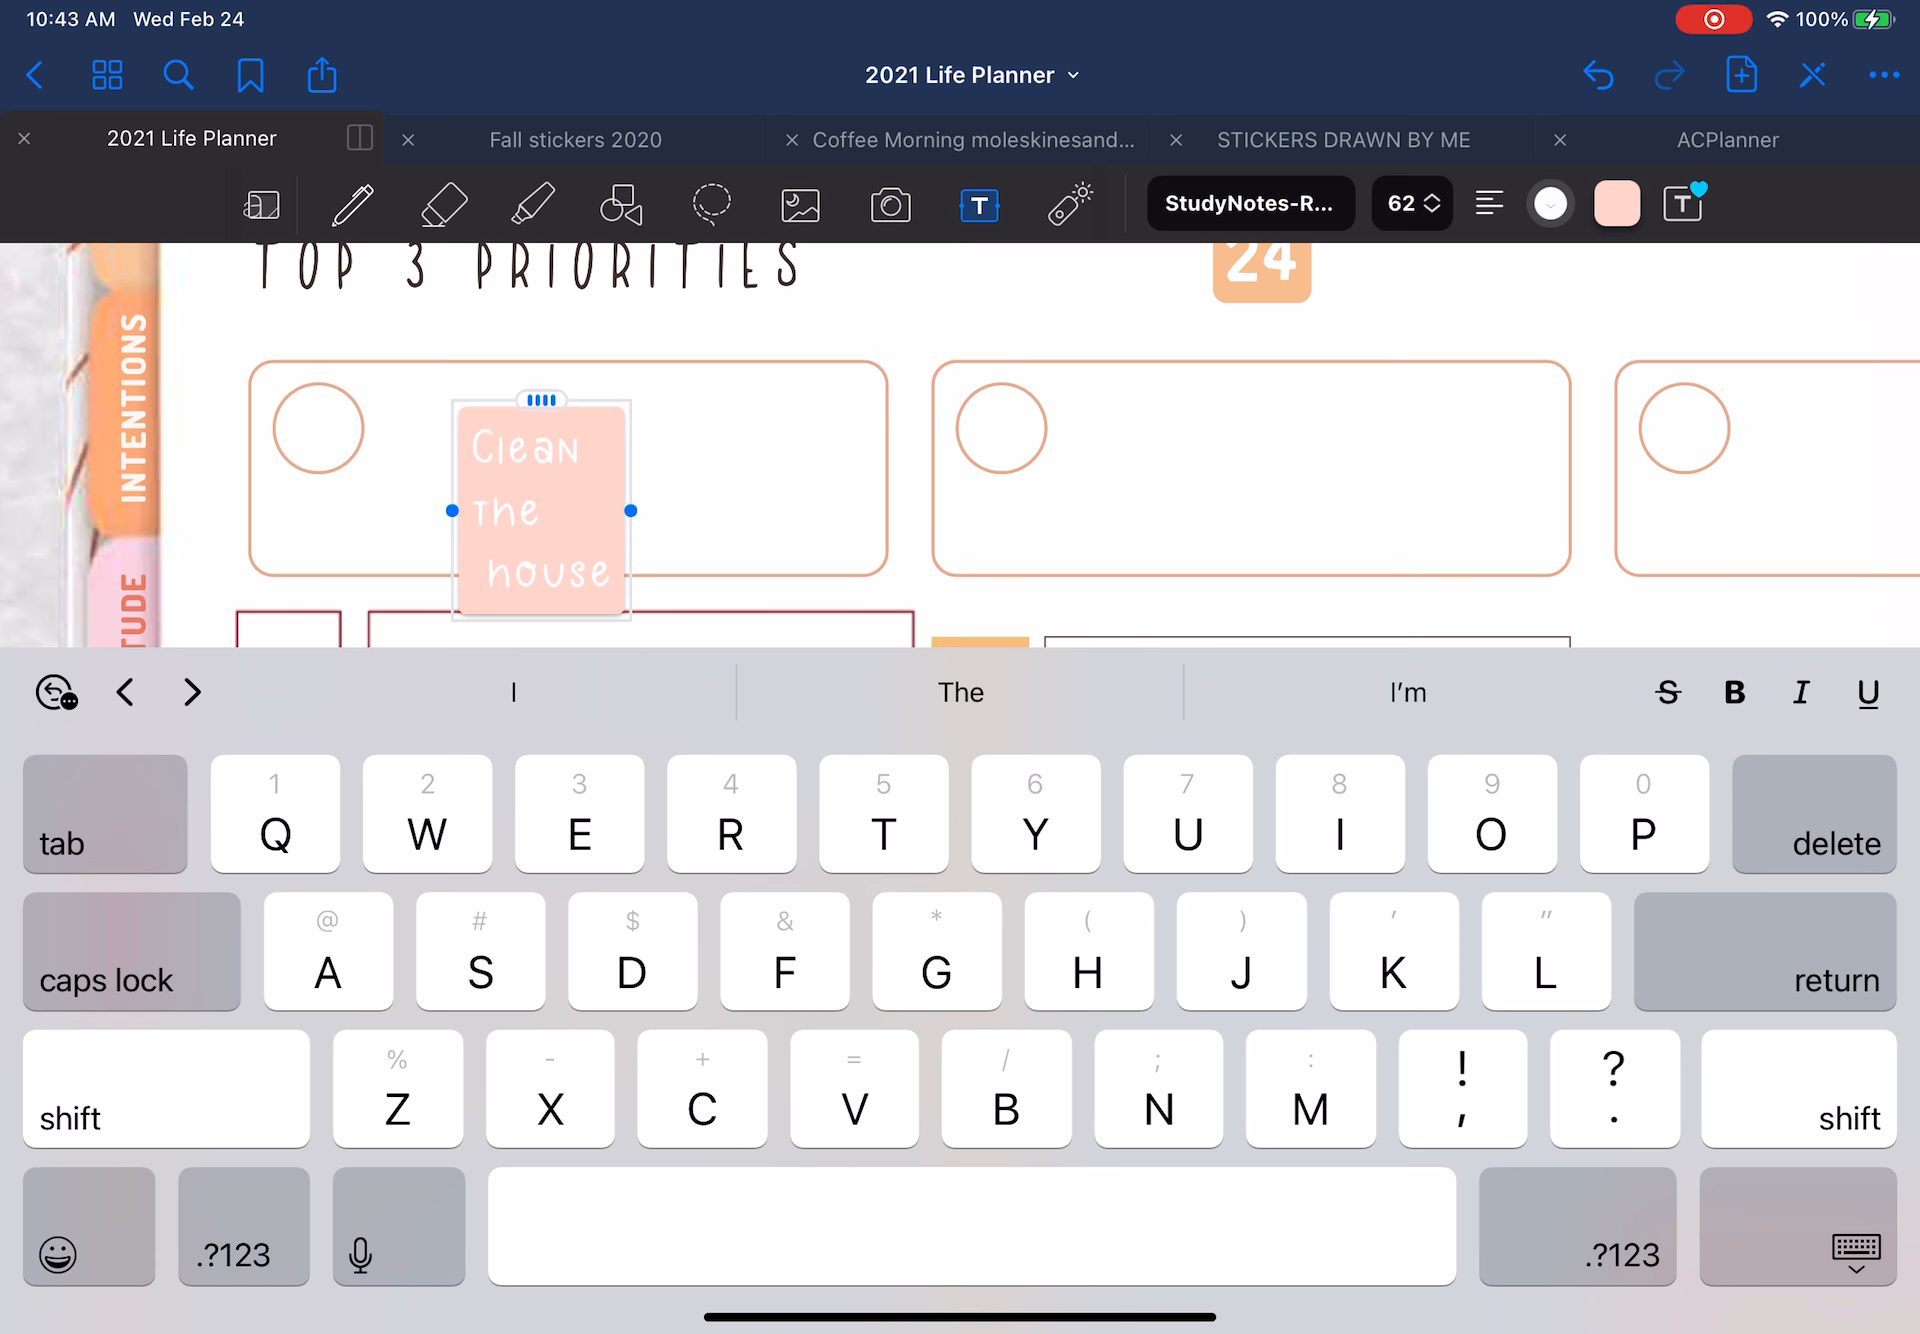 10:43 AM Wed Feb 24
100%
2021 Life Planner
2021 Life Planner
Fall stickers 2020
Coffee Morning moleskinesand...
STICKERS DRAWN BY ME
ACPlanner
StudyNotes-R...
62
TOP 3 PRIORITIES
24
INTENTIONS
TUDE
Clean
The
house
I
The
I'm
S B I U
tab
1 2 3 4 5 6 7 8 9 0
Q W E R T Y U I O P
delete
@ # $ & * ( ) ' "
caps lock
A S D F G H J K L
return
% - + = / ; : ! ?
shift
Z X C V B N M , .
shift
.?123
.?123